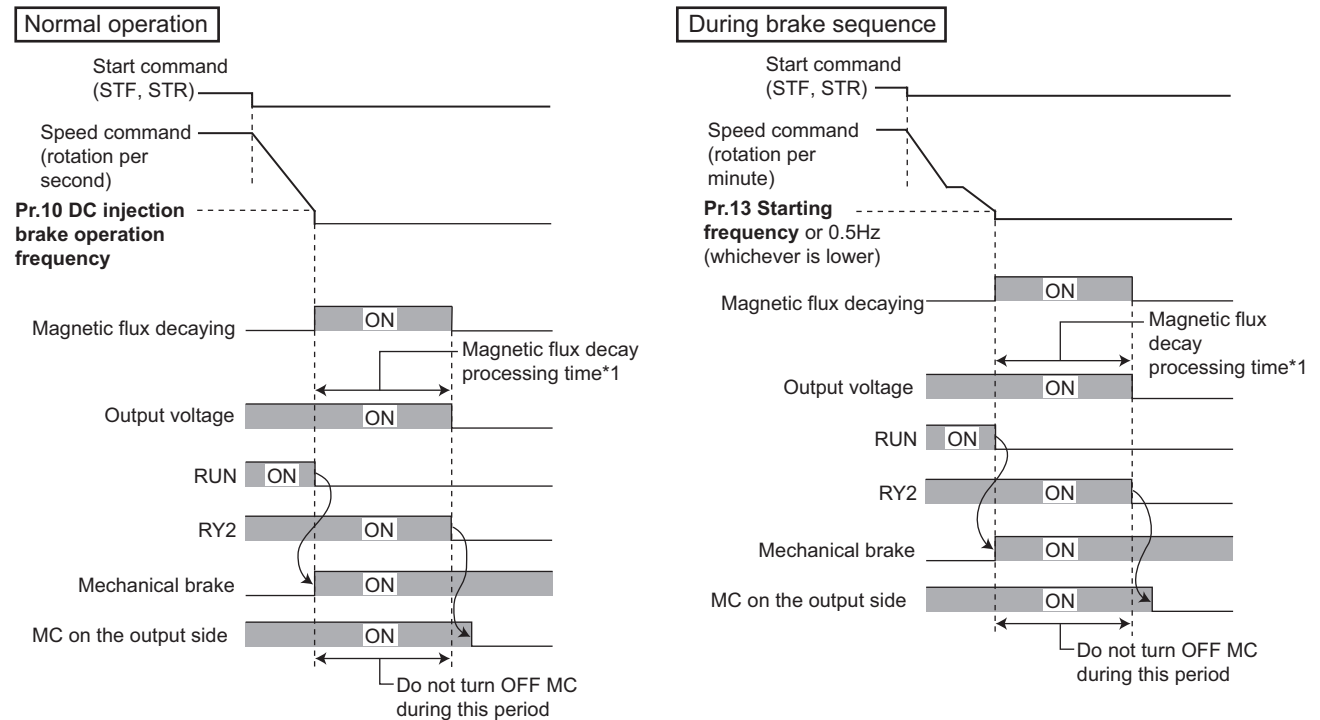 Normal operation
Start command
(STF, STR)
Speed command
(rotation per
second)
Pr.10 DC injection
brake operation
frequency
Magnetic flux decaying
ON
Magnetic flux decay
processing time*1
Output voltage
ON
RUN
ON
RY2
ON
Mechanical brake
ON
MC on the output side
ON
Do not turn OFF MC
during this period
During brake sequence
Start command
(STF, STR)
Speed command
(rotation per
minute)
Pr.13 Starting
frequency or 0.5Hz
(whichever is lower)
Magnetic flux decaying
ON
Magnetic flux
decay
processing time*1
Output voltage
ON
RUN
ON
RY2
ON
Mechanical brake
ON
MC on the output side
ON
Do not turn OFF MC
during this period